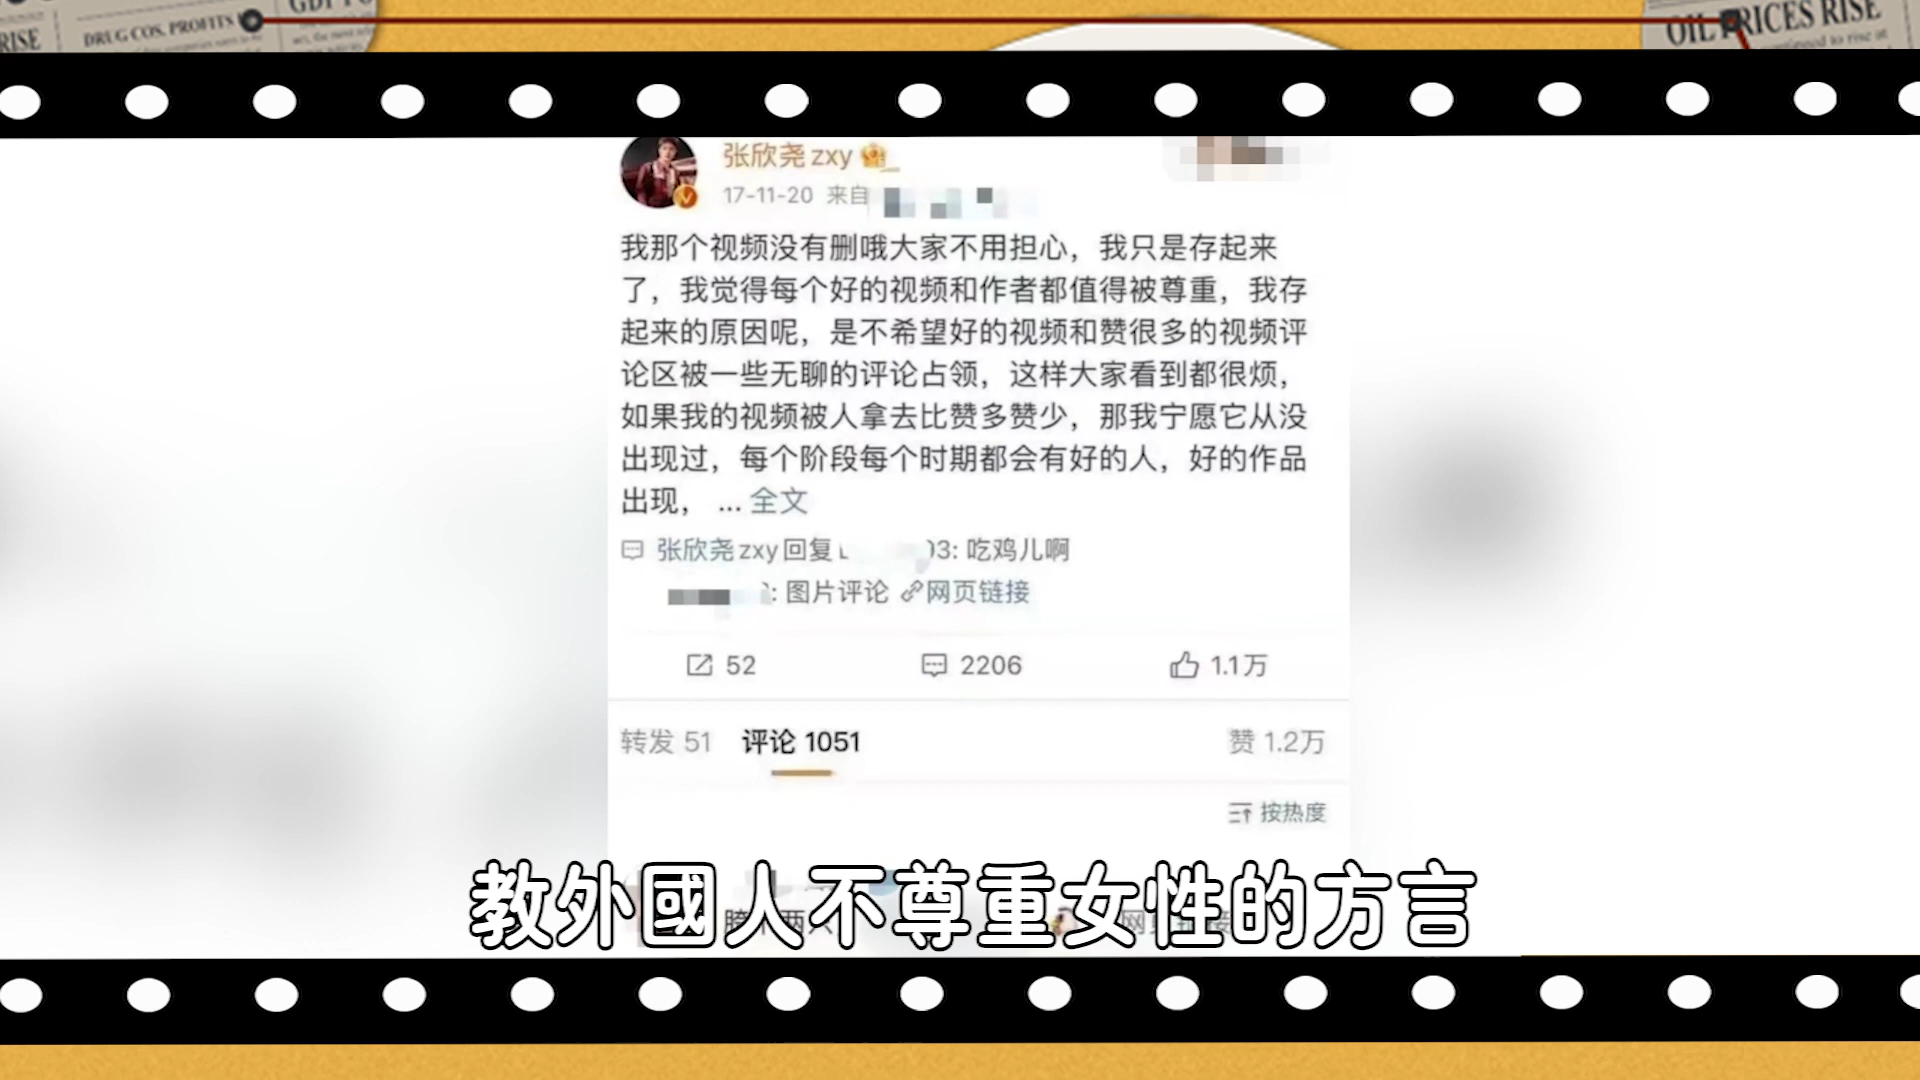 RISE
DRUG COS. PROFITS
OIL PRICES RISE
continued to rise at
张欣尧zxy
17-11-20 来自
我那个视频没有删哦大家不用担心，我只是存起来
了，我觉得每个好的视频和作者都值得被尊重，我存
起来的原因呢，是不希望好的视频和赞很多的视频评
论区被一些无聊的评论占领，这样大家看到都很烦，
如果我的视频被人拿去比赞多赞少，那我宁愿它从没
出现过，每个阶段每个时期都会有好的人，好的作品
出现， ... 全文
张欣尧zxy回复 03: 吃鸡儿啊
: 图片评论 网页链接
52 2206 1.1万
转发 51 评论 1051 赞 1.2万
按热度
教外國人不尊重女性的方言